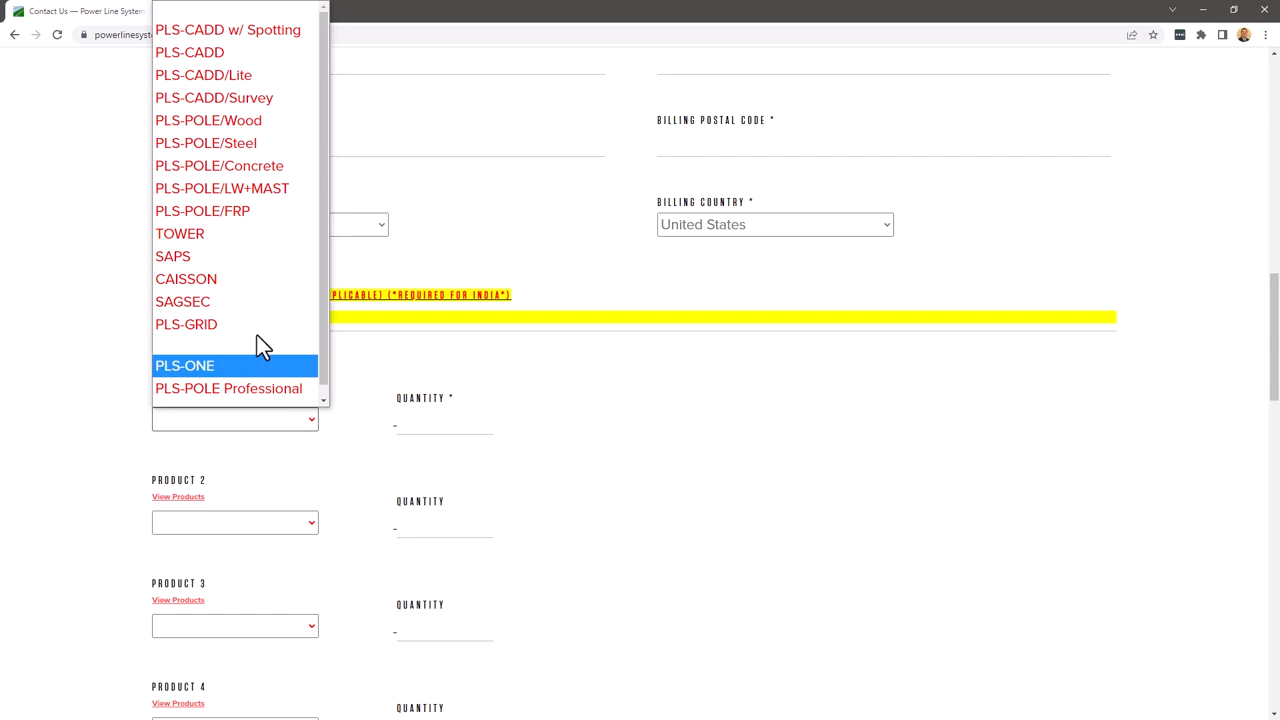 Contact Us — Power Line System
powerlinesyst
PLS-CADD w/ Spotting
PLS-CADD
PLS-CADD/Lite
PLS-CADD/Survey
PLS-POLE/Wood
PLS-POLE/Steel
PLS-POLE/Concrete
PLS-POLE/LW+MAST
PLS-POLE/FRP
TOWER
SAPS
CAISSON
SAGSEC
PLS-GRID
PLS-ONE
PLS-POLE Professional
BILLING POSTAL CODE *
BILLING COUNTRY *
United States
PLICABLE) (*REQUIRED FOR INDIA*)
QUANTITY *
PRODUCT 2
View Products
QUANTITY
PRODUCT 3
View Products
QUANTITY
PRODUCT 4
View Products
QUANTITY